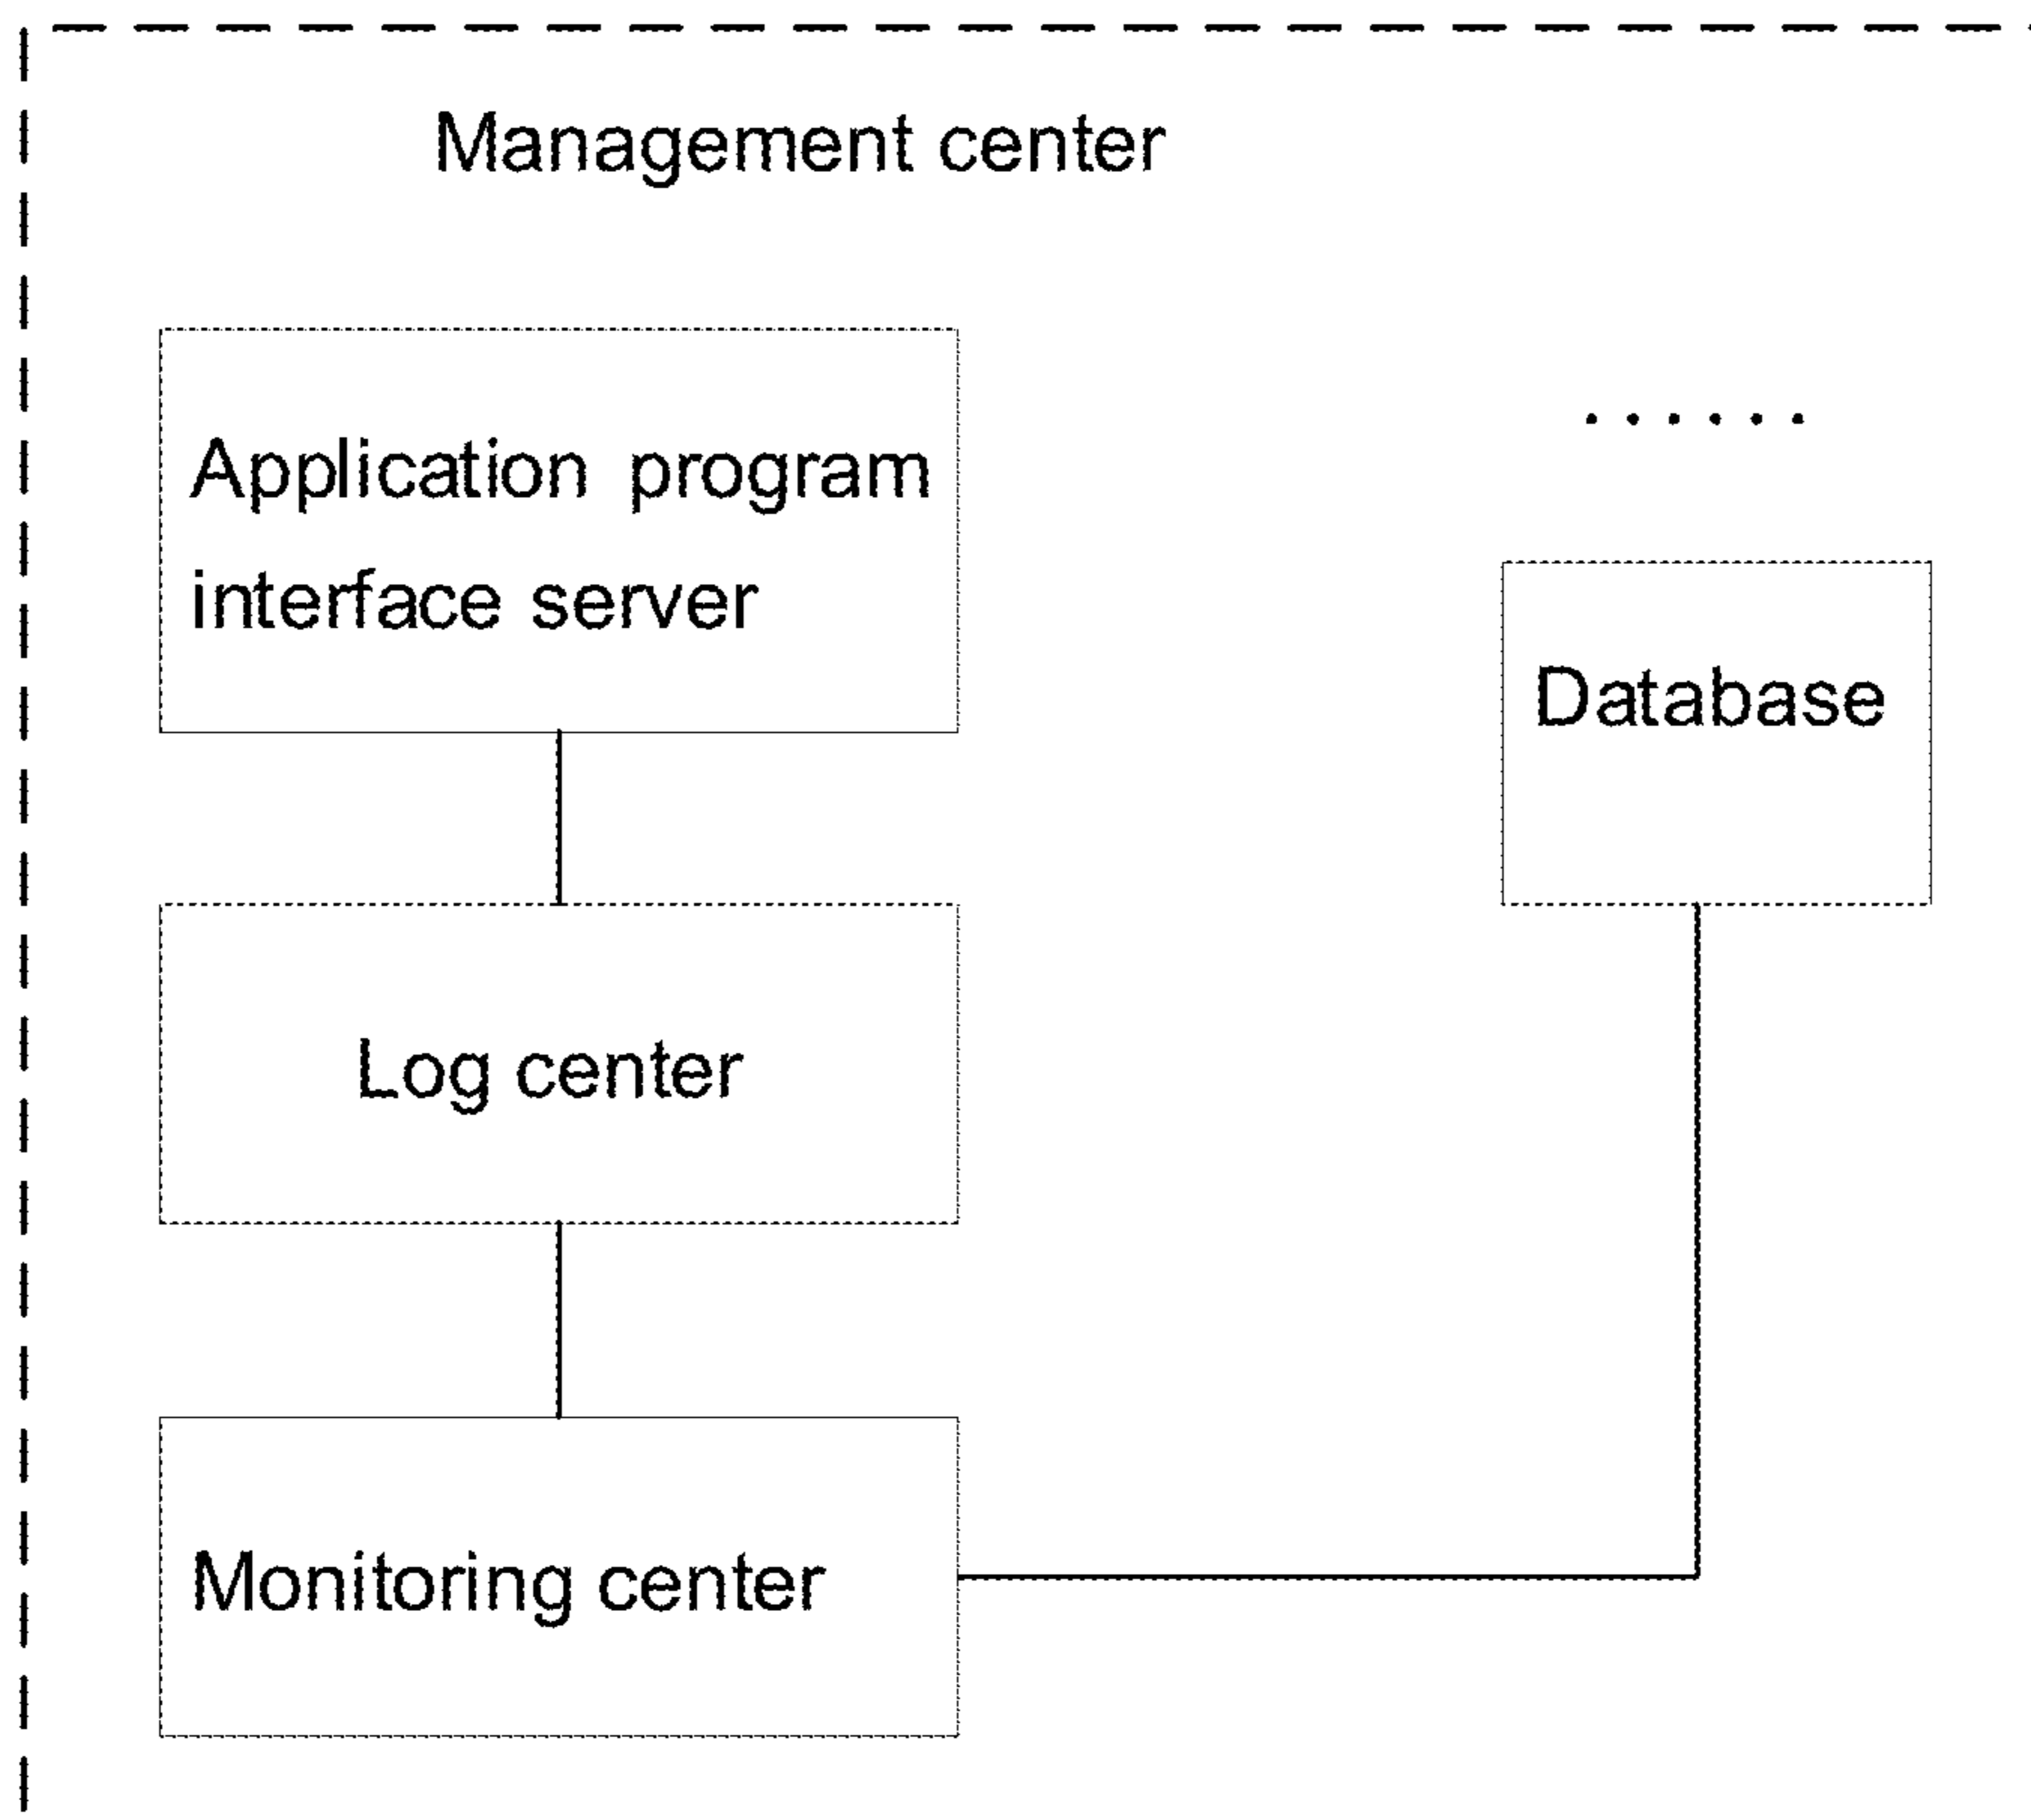 Management center
Application program
interface server
......
Database
Log center
Monitoring center